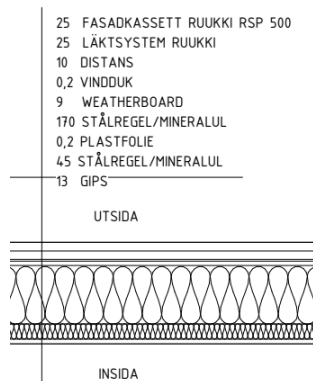 25 FASADKASSETT RUUKKI RSP 500
25 LÄKTSYSTEM RUUKKI
10 DISTANS
0,2 VINDDUK
9 WEATHERBOARD
170 STÅLREGEL/MINERALUL
0,2 PLASTFOLIE
45 STÅLREGEL/MINERALUL
13 GIPS
UTSIDA
INSIDA